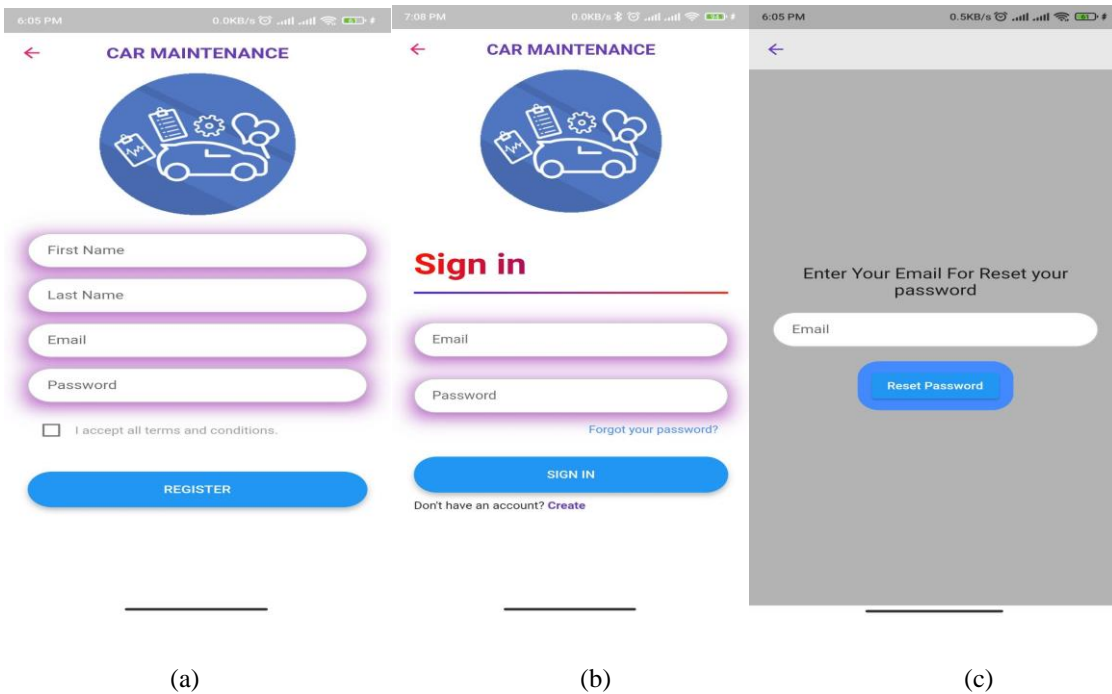 6:05 PM 0.0KB/s
CAR MAINTENANCE
First Name
Last Name
Email
Password
I accept all terms and conditions.
REGISTER
(a)
7:08 PM 0.0KB/s
CAR MAINTENANCE
Sign in
Email
Password
Forgot your password?
SIGN IN
Don't have an account? Create
(b)
6:05 PM 0.5KB/s
Enter Your Email For Reset your
password
Email
Reset Password
(c)